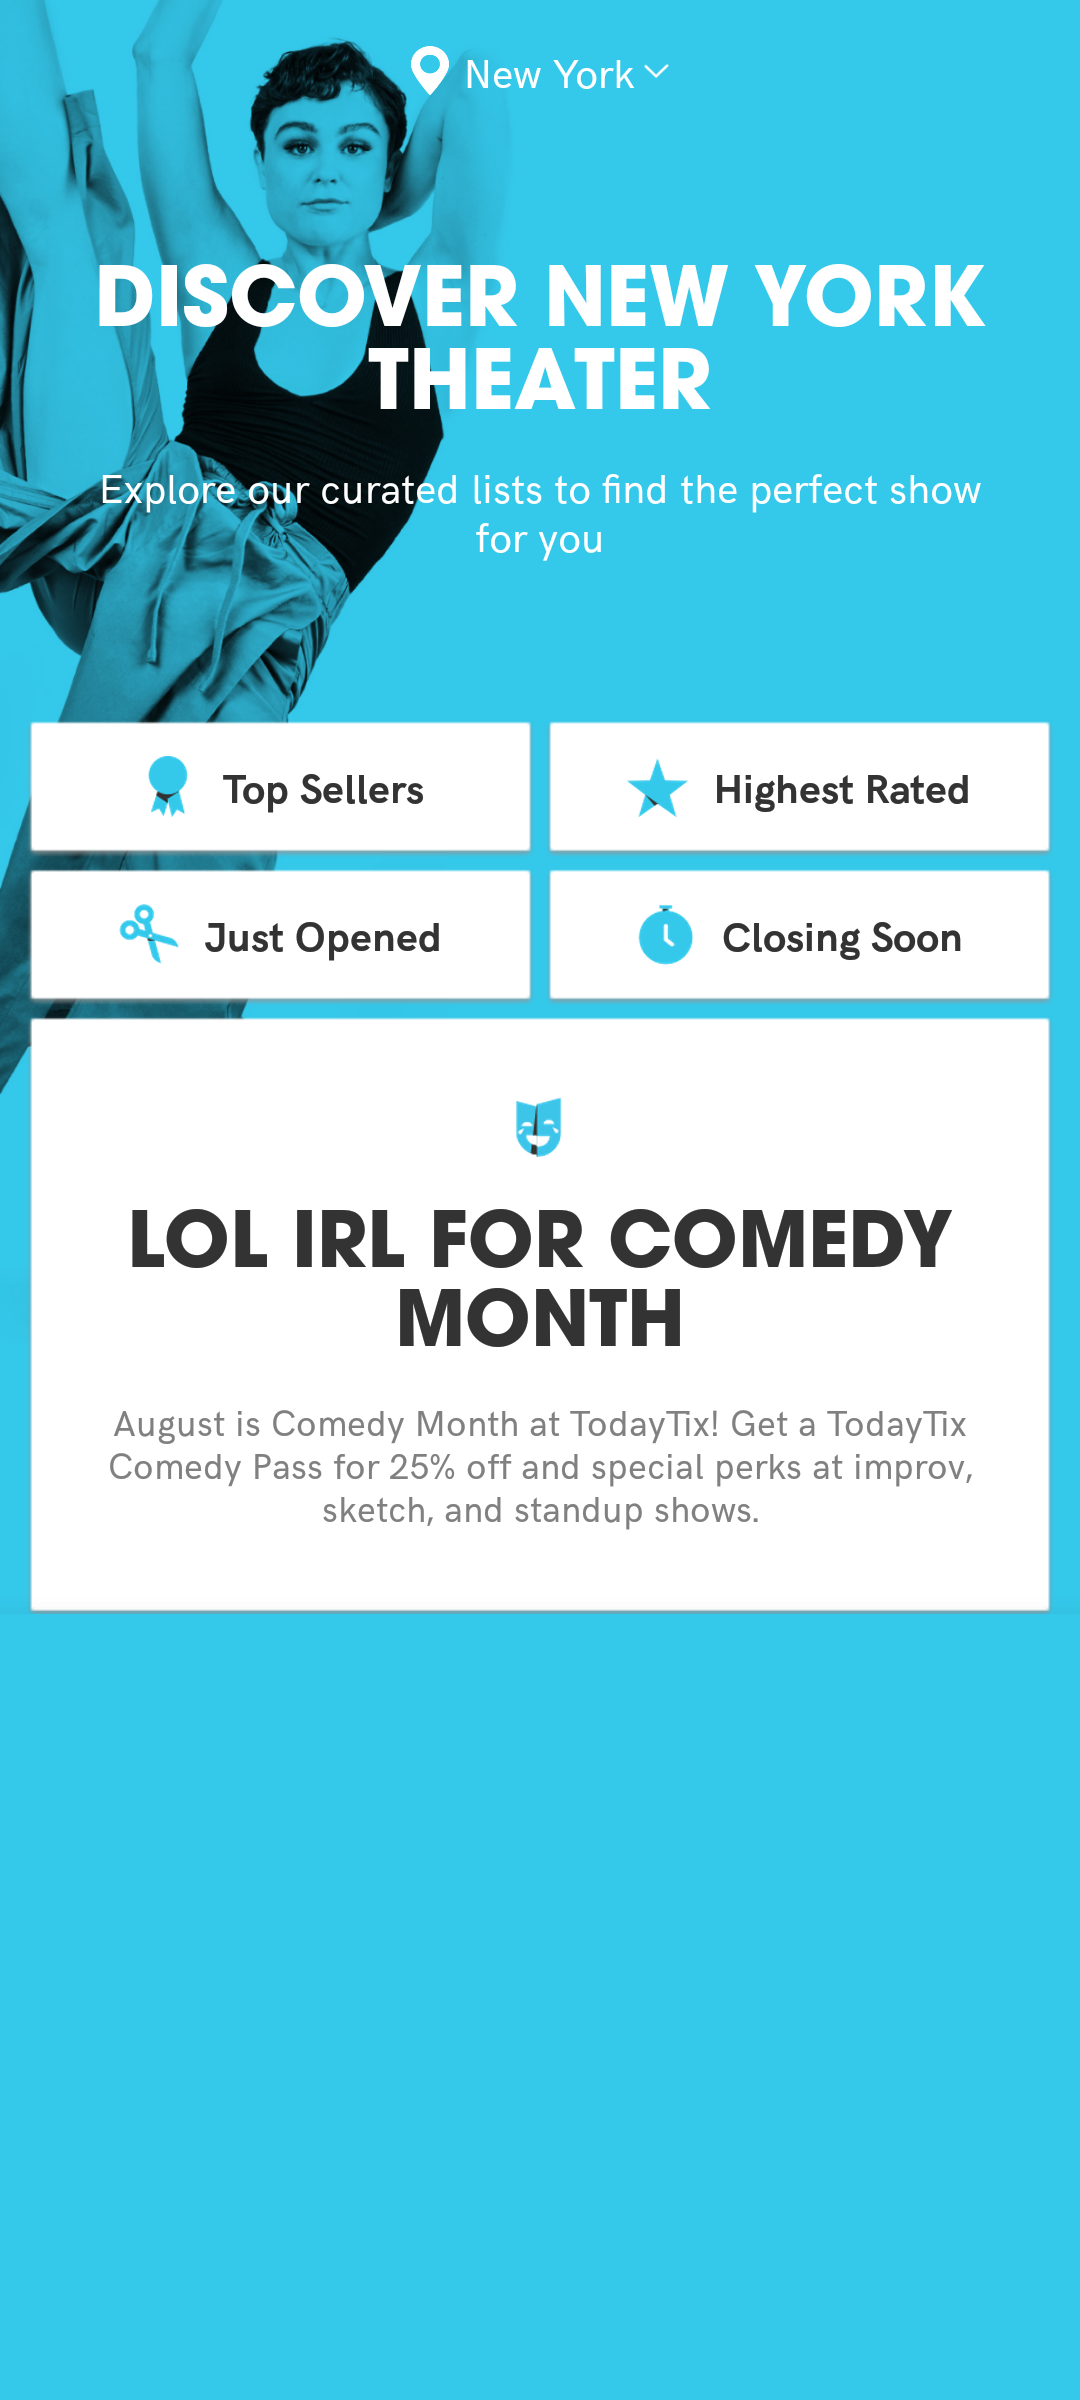 New York
DISCOVER NEW YORK
THEATER
Explore our curated lists to find the perfect show
for you
Top Sellers
Highest Rated
Just Opened
Closing Soon
LOL IRL FOR COMEDY
MONTH
August is Comedy Month at TodayTix! Get a TodayTix
Comedy Pass for 25% off and special perks at improv,
sketch, and standup shows.